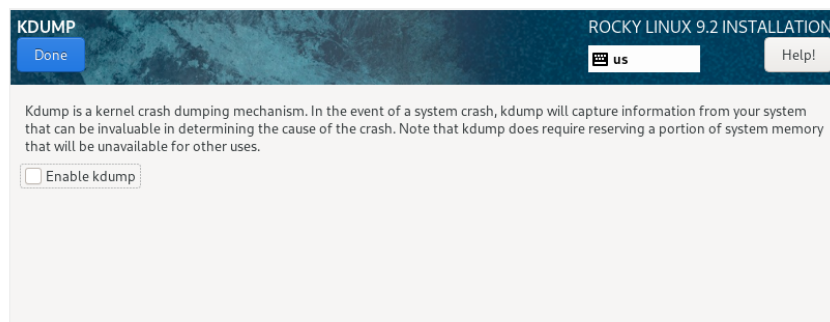 KDUMP
ROCKY LINUX 9.2 INSTALLATION
Done
us
Help!
Kdump is a kernel crash dumping mechanism. In the event of a system crash, kdump will capture information from your system
that can be invaluable in determining the cause of the crash. Note that kdump does require reserving a portion of system memory
that will be unavailable for other uses.
Enable kdump